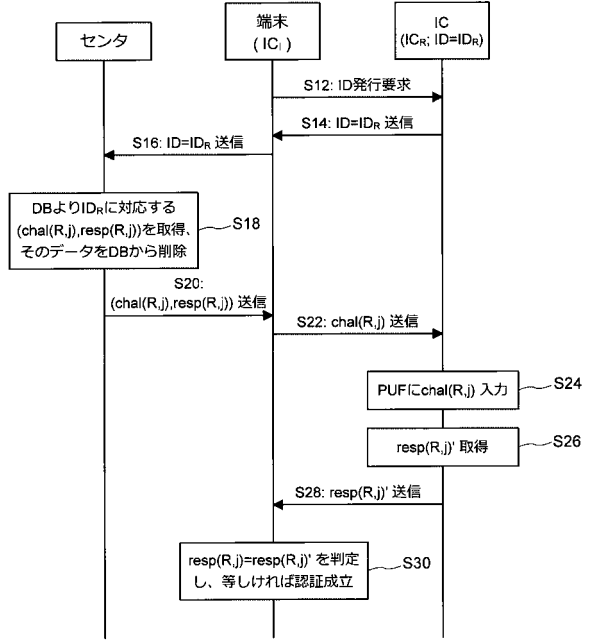 センタ
端末
( IC_I )
IC
(IC_R; ID=ID_R)
S12: ID発行要求
S14: ID=ID_R 送信
S16: ID=ID_R 送信
DBよりID_Rに対応する
(chal(R,j),resp(R,j))を取得、
そのデータをDBから削除
S18
S20:
(chal(R,j),resp(R,j)) 送信
S22: chal(R,j) 送信
PUFにchal(R,j) 入力
S24
resp(R,j)' 取得
S26
S28: resp(R,j)' 送信
resp(R,j)=resp(R,j)' を判定
し、等しければ認証成立
S30